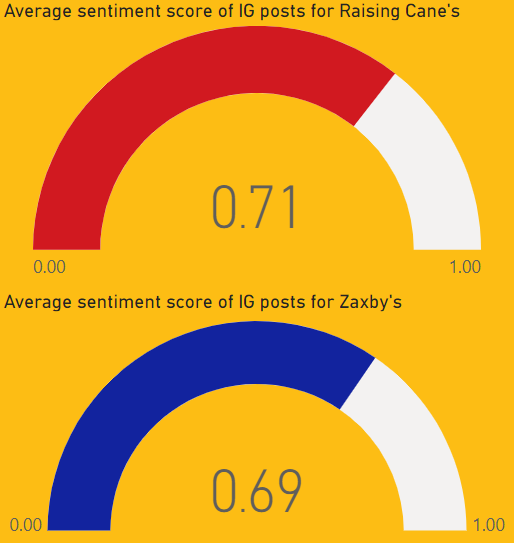 Average sentiment score of IG posts for Raising Cane's
0.71
0.00 1.00
Average sentiment score of IG posts for Zaxby's
0.69
0.00 1.00